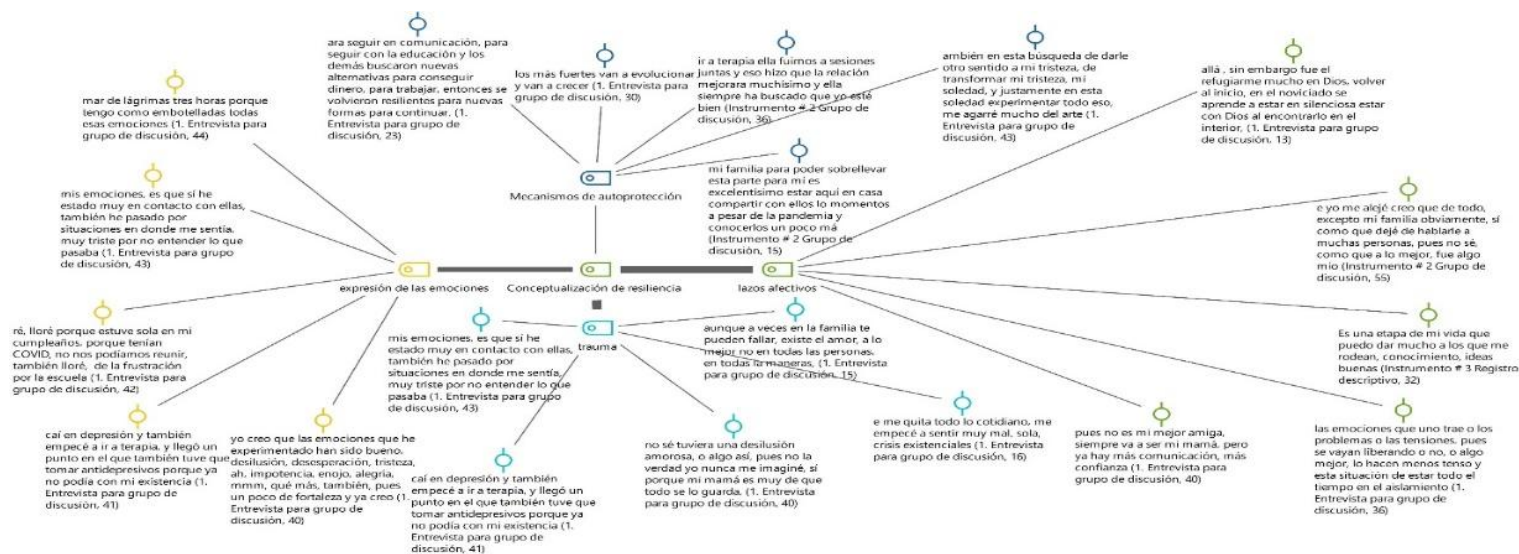 ara seguir en comunicación, para
seguir con la educación y los
demás buscaron nuevas
alternativas para conseguir
dinero, para trabajar, entonces se
volvieron resilientes para nuevas
formas para continuar, (1.
Entrevista para grupo de
discusión, 23)
los más fuertes van a evolucionar
y van a crecer (1. Entrevista para
grupo de discusión, 30)
ir a terapia ella fuimos a sesiones
juntas y eso hizo que la relación
mejorara muchísimo y ella
siempre ha buscado que yo esté
bien (Instrumento # 2 Grupo de
discusión, 36)
ambién en esta búsqueda de darle
otro sentido a mi tristeza, de
transformar mi tristeza, mi
soledad, y justamente en esta
soledad experimentar todo eso,
me agarré mucho del arte (1.
Entrevista para grupo de discusión,
43)
allá , sin embargo fue el
refugiarme mucho en Dios, volver
al inicio, en el noviciado se
aprende a estar en silenciosa estar
con Dios al encontrarlo en el
interior, (1. Entrevista para grupo
de discusión, 13)
mar de lágrimas tres horas porque
tengo como embotelladas todas
esas emociones (1. Entrevista para
grupo de discusión, 44)
mis emociones, es que sí he
estado muy en contacto con ellas,
también he pasado por
situaciones en donde me sentía,
muy triste por no entender lo que
pasaba (1. Entrevista para grupo
de discusión, 43)
Mecanismos de autoprotección
mi familia para poder sobrellevar
esta parte para mí es
excelentísimo estar aquí en casa
compartir con ellos lo momentos
a pesar de la pandemia y
conocerlos un poco má
(Instrumento # 2 Grupo de
discusión, 15)
e yo me alejé creo que de todo,
excepto mi familia obviamente, sí
como que dejé de hablarle a
muchas personas, pues no sé,
como que a lo mejor, fue algo
mío (Instrumento # 2 Grupo de
discusión, 55)
expresión de las emociones
Conceptualización de resiliencia
lazos afectivos
ré, lloré porque estuve sola en mi
cumpleaños, porque tenían
COVID, no nos podíamos reunir,
también lloré, de la frustración
por la escuela (1. Entrevista para
grupo de discusión, 42)
mis emociones, es que sí he
estado muy en contacto con ellas,
también he pasado por
situaciones en donde me sentía,
muy triste por no entender lo que
pasaba (1. Entrevista para grupo
de discusión, 43)
trauma
aunque a veces en la familia te
pueden fallar, existe el amor, a lo
mejor no en todas las personas,
en todas la maneras, (1. Entrevista
para grupo de discusión, 15)
Es una etapa de mi vida que
puedo dar mucho a los que me
rodean, conocimiento, ideas
buenas (Instrumento # 3 Registro
descriptivo, 32)
caí en depresión y también
empecé a ir a terapia, y llegó un
punto en el que también tuve que
tomar antidepresivos porque ya
no podía con mi existencia (1.
Entrevista para grupo de
discusión, 41)
yo creo que las emociones que he
experimentado han sido bueno,
desilusión, desesperación, tristeza,
ah, impotencia, enojo, alegría,
mmm, qué más, también, pues
un poco de fortaleza y ya creo (1.
Entrevista para grupo de
discusión, 40)
caí en depresión y también
empecé a ir a terapia, y llegó un
punto en el que también tuve que
tomar antidepresivos porque ya
no podía con mi existencia (1.
Entrevista para grupo de
discusión, 41)
no sé tuviera una desilusión
amorosa, o algo así, pues no la
verdad yo nunca me imaginé, sí
porque mi mamá es muy de que
todo se lo guarda, (1. Entrevista
para grupo de discusión, 40)
e me quita todo lo cotidiano, me
empecé a sentir muy mal, sola,
crisis existenciales (1. Entrevista
para grupo de discusión, 16)
pues no es mi mejor amiga,
siempre va a ser mi mamá, pero
ya hay más comunicación, más
confianza (1. Entrevista para
grupo de discusión, 40)
las emociones que uno trae o los
problemas o las tensiones, pues
se vayan liberando o no, o algo
mejor, lo hacen menos tenso y
esta situación de estar todo el
tiempo en el aislamiento (1.
Entrevista para grupo de
discusión, 36)